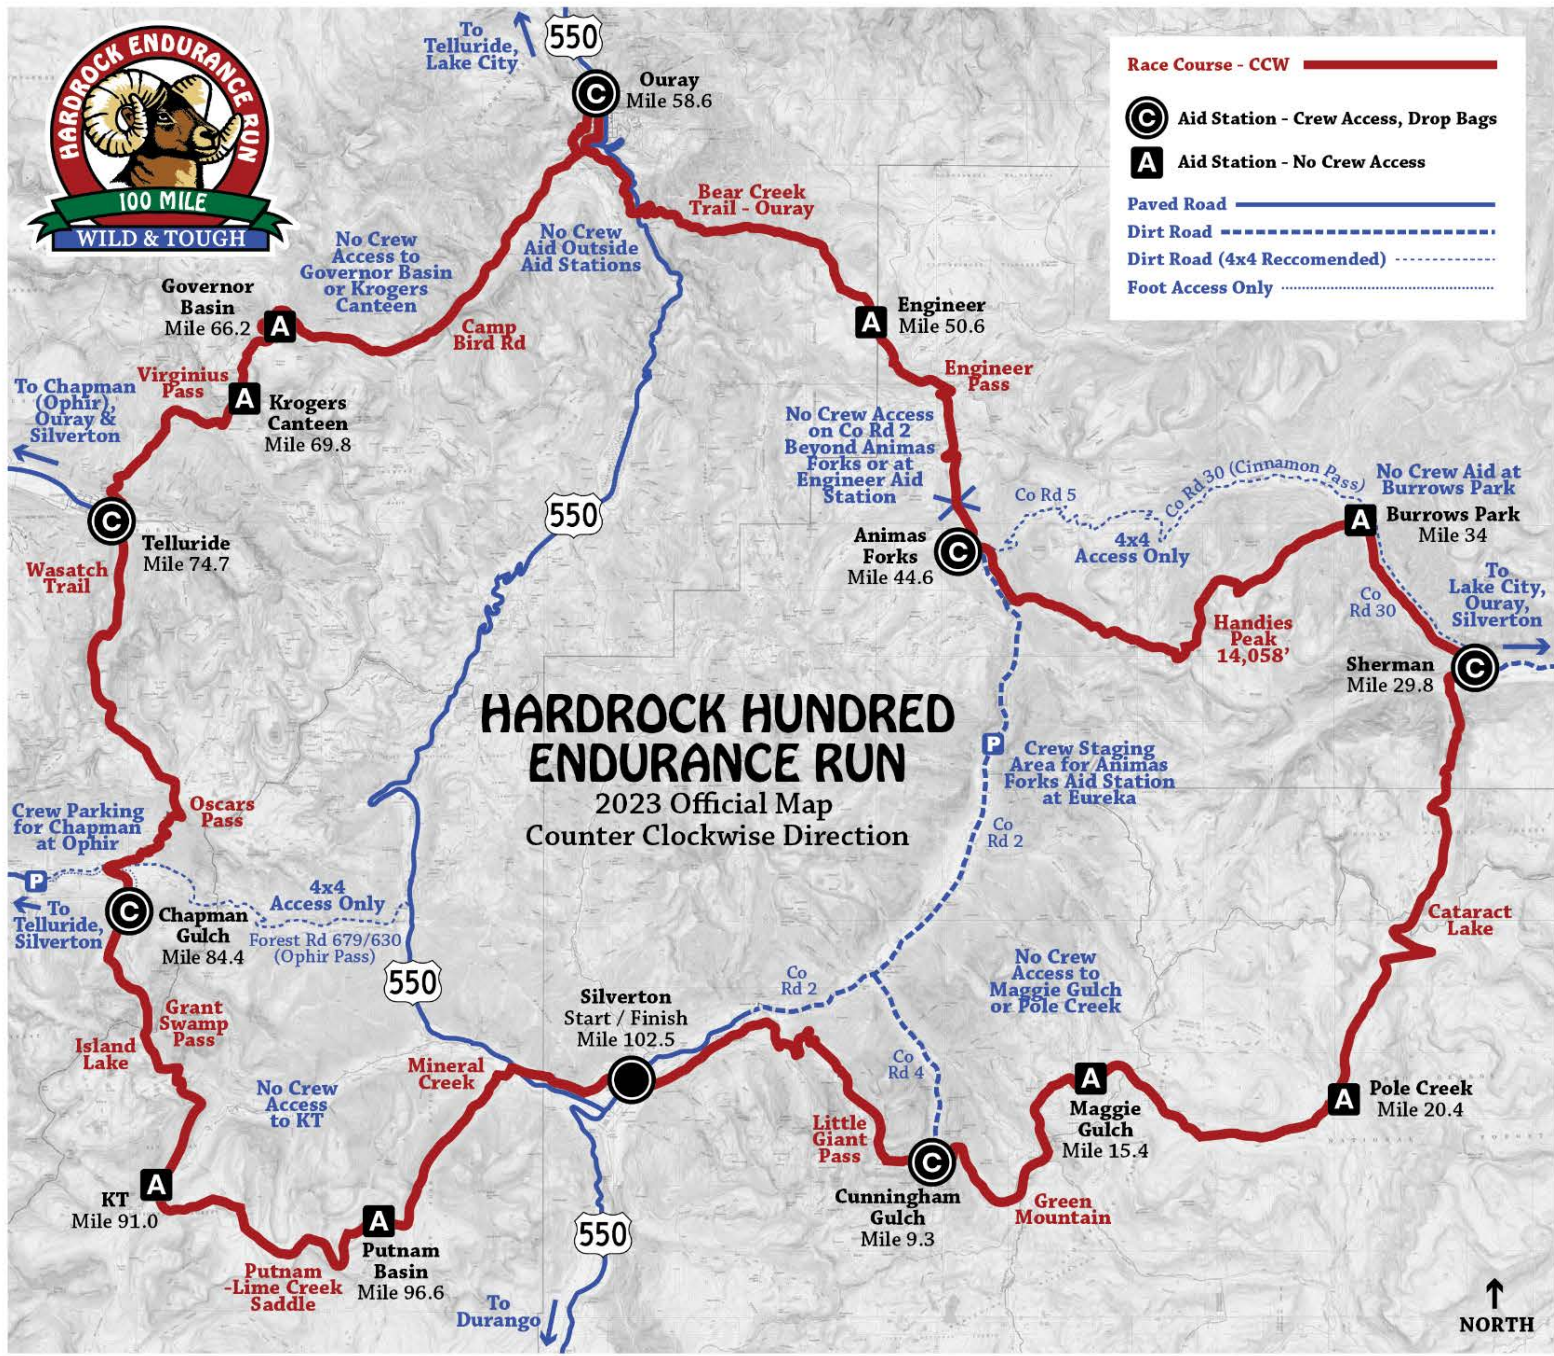 HARDROCK ENDURANCE RUN
100 MILE
WILD & TOUGH
To
Telluride,
Lake City
550
C
Ouray
Mile 58.6
Race Course - CCW
C
Aid Station - Crew Access, Drop Bags
A
Aid Station - No Crew Access
Paved Road
Dirt Road
Dirt Road (4x4 Reccomended)
Foot Access Only
Bear Creek
Trail - Ouray
No Crew
Access to
Governor Basin
or Krogers
Canteen
No Crew
Aid Outside
Aid Stations
Governor
Basin
Mile 66.2
A
Camp
Bird Rd
A
Engineer
Mile 50.6
Engineer
Pass
Virginius
Pass
To Chapman
(Ophir),
Ouray &
Silverton
A
Krogers
Canteen
Mile 69.8
No Crew Access
on Co Rd 2
Beyond Animas
Forks or at
Engineer Aid
Station
Co Rd 5
Co Rd 30 (Cinnamon Pass)
No Crew Aid at
Burrows Park
A
Burrows Park
Mile 34
4x4
Access Only
C
Telluride
Mile 74.7
Wasatch
Trail
550
Animas
Forks
Mile 44.6
C
Co
Rd 30
To
Lake City,
Ouray,
Silverton
Handies
Peak
14,058'
Sherman
Mile 29.8
C
HARDROCK HUNDRED
ENDURANCE RUN
2023 Official Map
Counter Clockwise Direction
P
Crew Staging
Area for Animas
Forks Aid Station
at Eureka
Co
Rd 2
Oscars
Pass
Crew Parking
for Chapman
at Ophir
P
To
Telluride,
Silverton
C
Chapman
Gulch
Mile 84.4
4x4
Access Only
Forest Rd 679/630
(Ophir Pass)
550
Cataract
Lake
No Crew
Access to
Maggie Gulch
or Pole Creek
Co
Rd 2
Silverton
Start / Finish
Mile 102.5
Grant
Swamp
Pass
Island
Lake
Mineral
Creek
No Crew
Access
to KT
Co
Rd 4
Little
Giant
Pass
A
Maggie
Gulch
Mile 15.4
A
Pole Creek
Mile 20.4
C
Cunningham
Gulch
Mile 9.3
Green
Mountain
A
KT
Mile 91.0
A
Putnam
Basin
Mile 96.6
Putnam
-Lime Creek
Saddle
550
To
Durango
NORTH